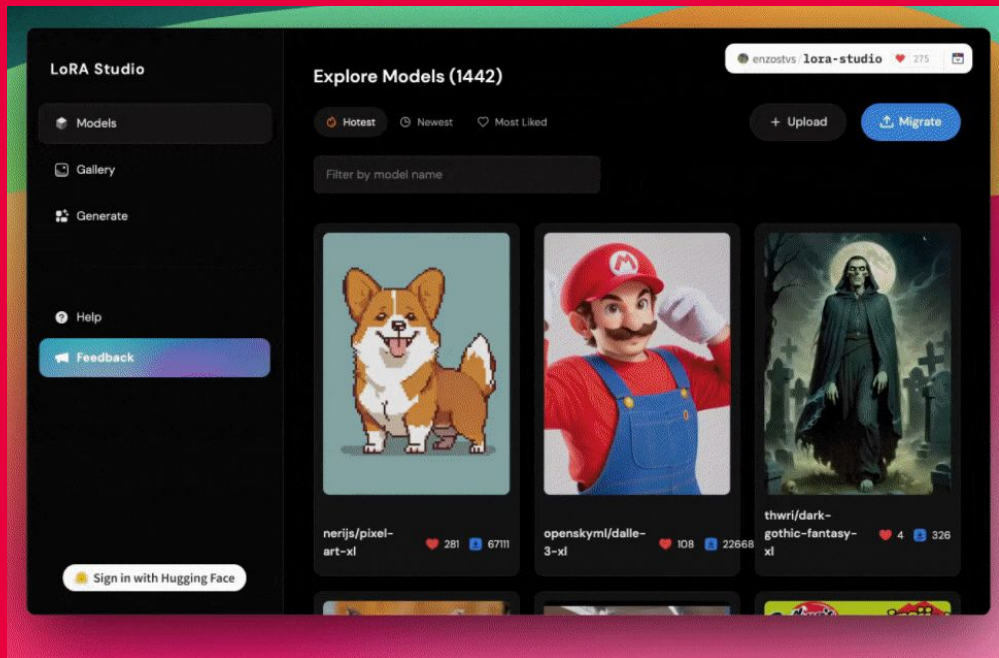 LoRA Studio
Models
Gallery
Generate
Help
Feedback
Sign in with Hugging Face
enzostvs/lora-studio 275
Explore Models (1442)
Hotest Newest Most Liked
+ Upload Migrate
Filter by model name
M
nerijs/pixel-
art-xl
281 67111
openskyml/dalle-
3-xl
108 22668
thwri/dark-
gothic-fantasy-
xl
4 326